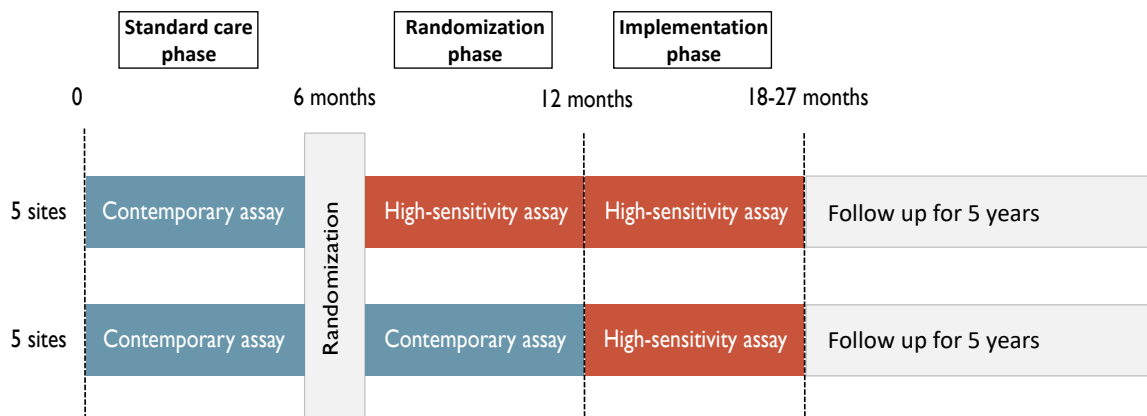 Standard care
phase
Randomization
phase
Implementation
phase
0
6 months
12 months
18-27 months
5 sites
Contemporary assay
Randomization
High-sensitivity assay
High-sensitivity assay
Follow up for 5 years
5 sites
Contemporary assay
Contemporary assay
High-sensitivity assay
Follow up for 5 years